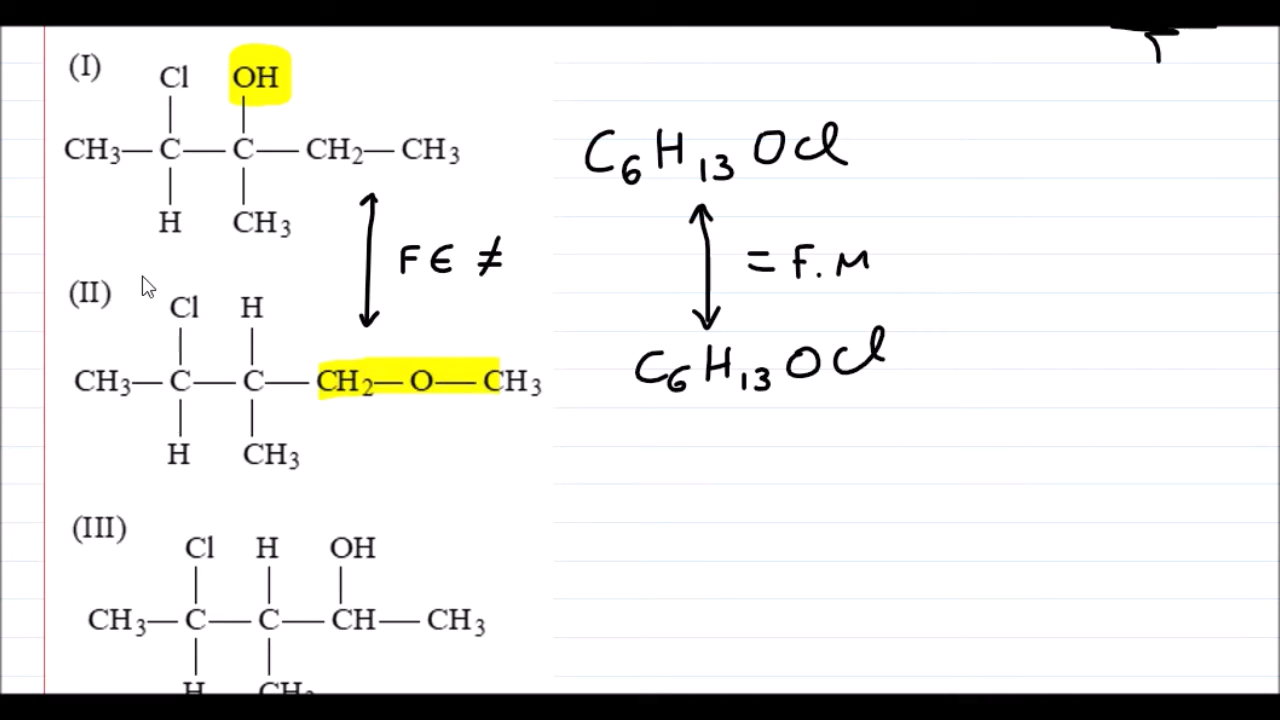 (I)
Cl OH
CH₃—C—C—CH₂—CH₃
H CH₃
C₆H₁₃OCl
FE ≠
= F.M
(II)
Cl H
CH₃—C—C—CH₂—O—CH₃
H CH₃
C₆H₁₃OCl
(III)
Cl H OH
CH₃—C—C—CH—CH₃
H CH₃